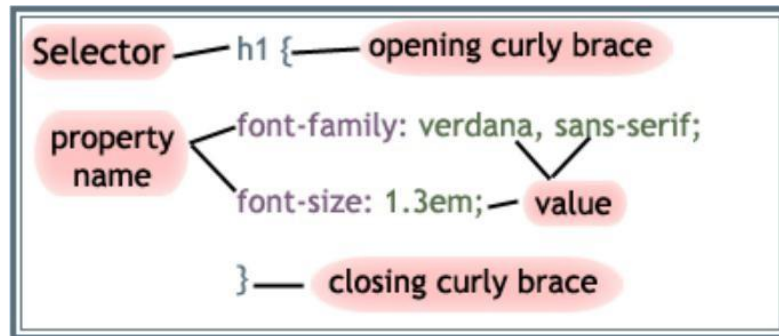 Selector h1 { opening curly brace
property name
font-family: verdana, sans-serif;
font-size: 1.3em; value
} closing curly brace